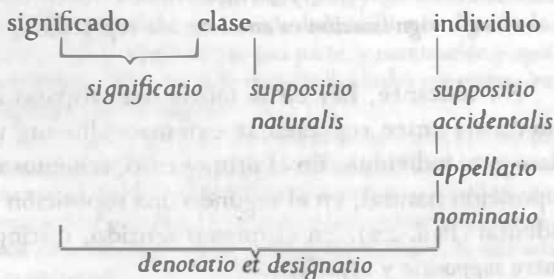 significado clase individuo
significatio suppositio suppositio
naturalis accidentalis
appellatio
nominatio
denotatio et designatio